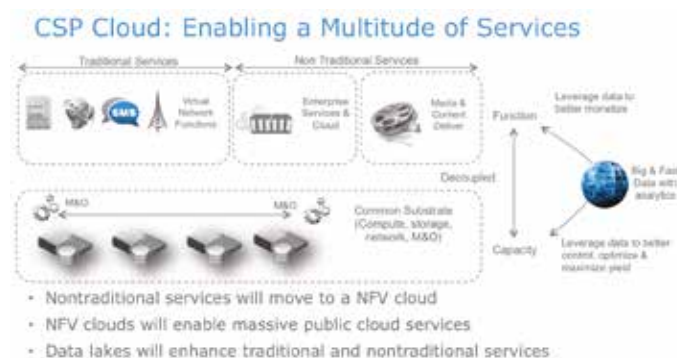 CSP Cloud: Enabling a Multitude of Services
Traditional Services
Non Traditional Services
SMS
Virtual
Network
Functions
Enterprise
Services &
Cloud
Media &
Content
Deliver
Function
Leverage data to
better monetize
Decoupled
Big & Fast
Data with
analytics
M&O
M&O
Common Substrate
(Compute, storage,
network, M&O)
Capacity
Leverage data to better
control, optimize &
maximize yield
• Nontraditional services will move to a NFV cloud
• NFV clouds will enable massive public cloud services
• Data lakes will enhance traditional and nontraditional services